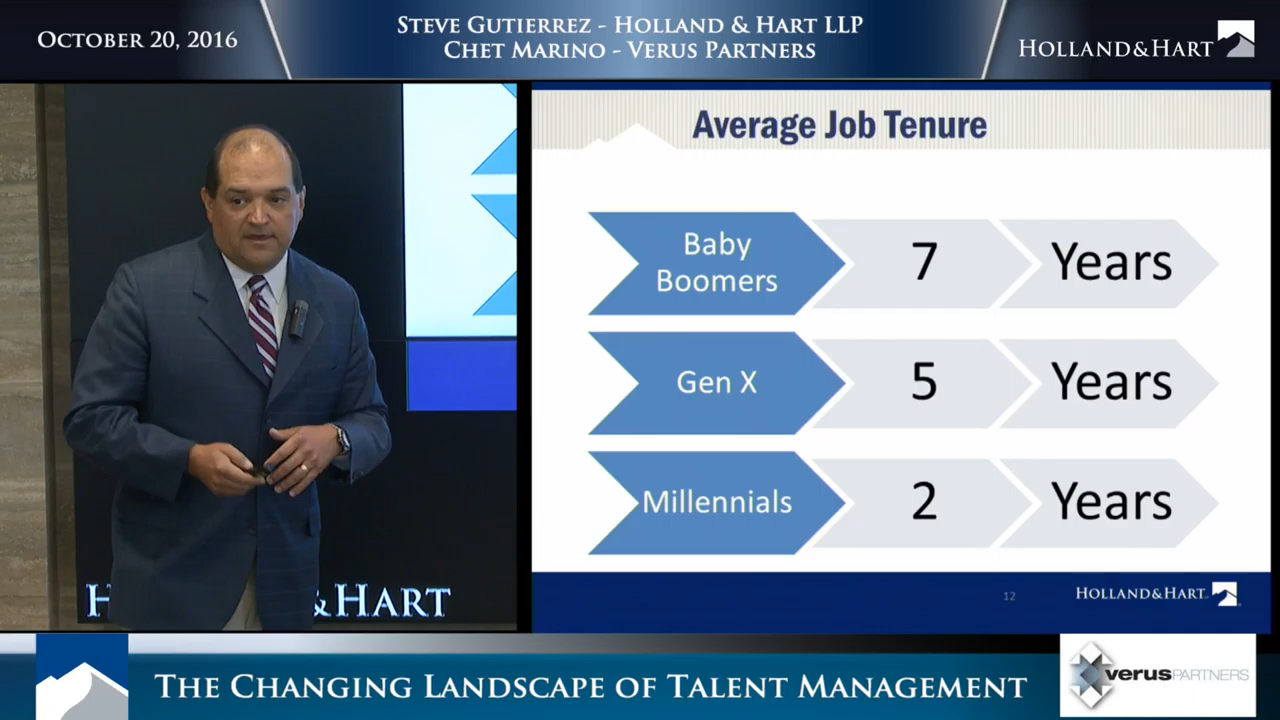 OCTOBER 20, 2016
STEVE GUTIERREZ - HOLLAND & HART LLP
CHET MARINO - VERUS PARTNERS
HOLLAND&HART
Average Job Tenure
Baby
Boomers
7
Years
Gen X
5
Years
Millennials
2
Years
12
HOLLAND&HART
H
&HART
THE CHANGING LANDSCAPE OF TALENT MANAGEMENT
verusPARTNERS